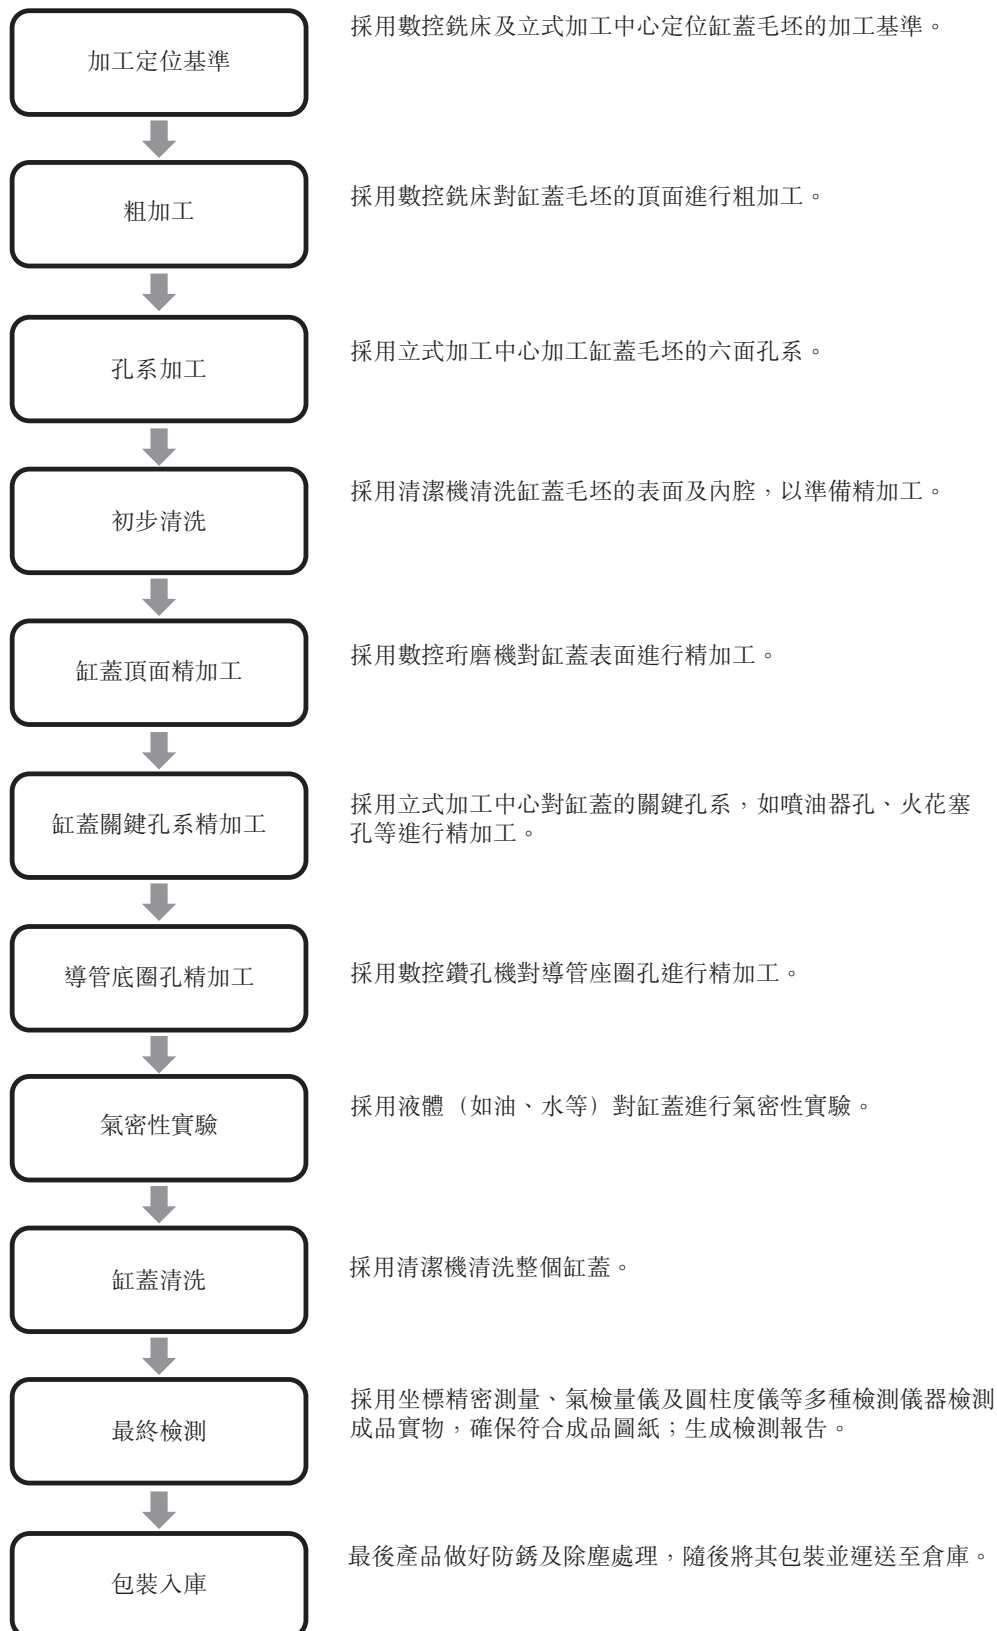 加工定位基準
採用數控銑床及立式加工中心定位缸蓋毛坯的加工基準。
粗加工
採用數控銑床對缸蓋毛坯的頂面進行粗加工。
孔系加工
採用立式加工中心加工缸蓋毛坯的六面孔系。
初步清洗
採用清潔機清洗缸蓋毛坯的表面及內腔，以準備精加工。
缸蓋頂面精加工
採用數控珩磨機對缸蓋表面進行精加工。
缸蓋關鍵孔系精加工
採用立式加工中心對缸蓋的關鍵孔系，如噴油器孔、火花塞
孔等進行精加工。
導管底圈孔精加工
採用數控鑽孔機對導管座圈孔進行精加工。
氣密性實驗
採用液體（如油、水等）對缸蓋進行氣密性實驗。
缸蓋清洗
採用清潔機清洗整個缸蓋。
最終檢測
採用坐標精密測量、氣檢量儀及圓柱度儀等多種檢測儀器檢測
成品實物，確保符合成品圖紙；生成檢測報告。
包裝入庫
最後產品做好防銹及除塵處理，隨後將其包裝並運送至倉庫。